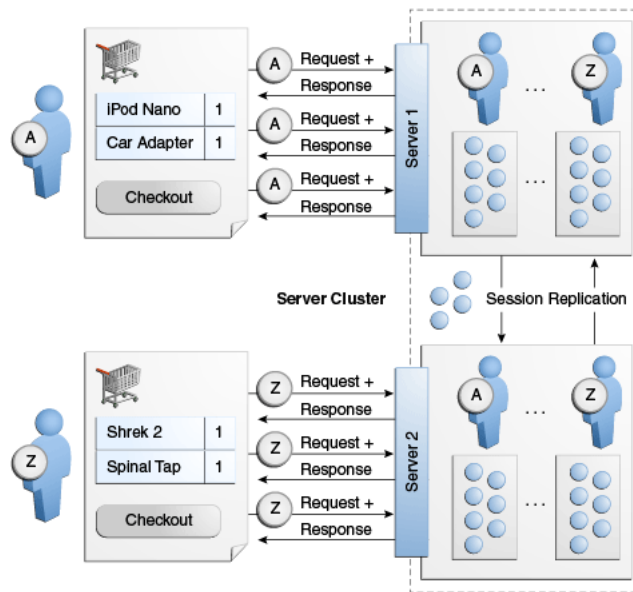 A
iPod Nano 1
Car Adapter 1
Checkout
A Request +
Response
A Request +
Response
A Request +
Response
Server 1
A ... Z
...
Server Cluster
Session Replication
Z
Shrek 2 1
Spinal Tap 1
Checkout
Z Request +
Response
Z Request +
Response
Z Request +
Response
Server 2
A ... Z
...